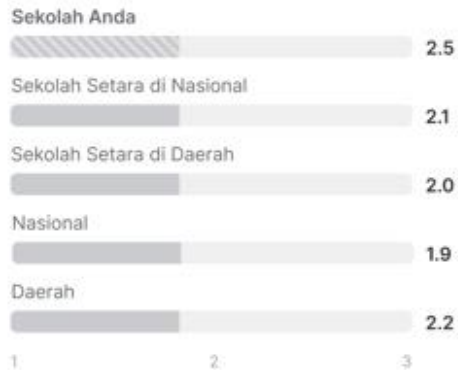 Sekolah Anda
2.5
Sekolah Setara di Nasional
2.1
Sekolah Setara di Daerah
2.0
Nasional
1.9
Daerah
2.2
1 2 3